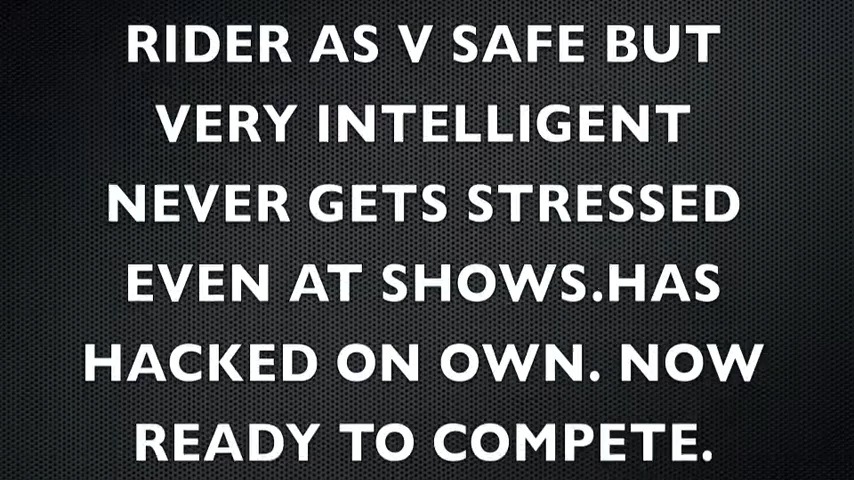 RIDER AS V SAFE BUT
VERY INTELLIGENT
NEVER GETS STRESSED
EVEN AT SHOWS.HAS
HACKED ON OWN. NOW
READY TO COMPETE.